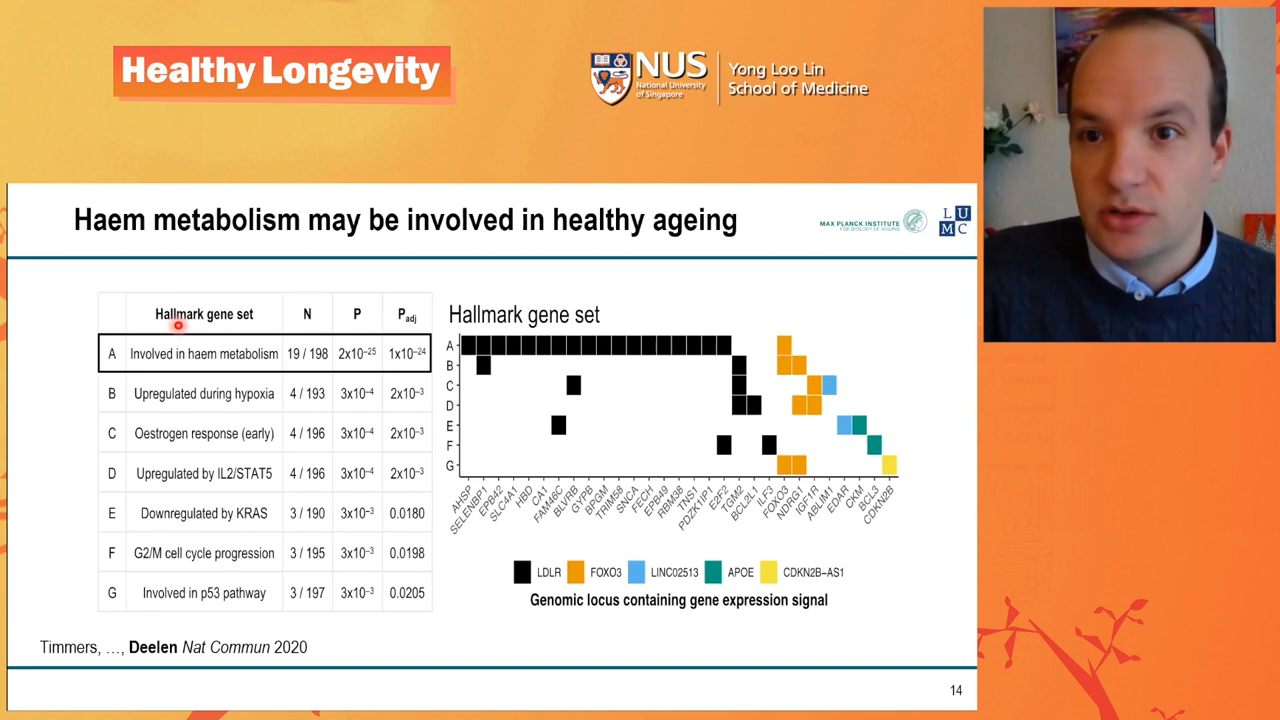 Healthy Longevity
NUS
National University
of Singapore
Yong Loo Lin
School of Medicine
Haem metabolism may be involved in healthy ageing
MAX PLANCK INSTITUTE
FOR BIOLOGY OF AGEING
L U
M C
Hallmark gene set N P Padj
A Involved in haem metabolism 19 / 198 2x10–25 1x10–24
B Upregulated during hypoxia 4 / 193 3x10–4 2x10–3
C Oestrogen response (early) 4 / 196 3x10–4 2x10–3
D Upregulated by IL2/STAT5 4 / 196 3x10–4 2x10–3
E Downregulated by KRAS 3 / 190 3x10–3 0.0180
F G2/M cell cycle progression 3 / 195 3x10–3 0.0198
G Involved in p53 pathway 3 / 197 3x10–3 0.0205
Hallmark gene set
A
B
C
D
E
F
G
AHSP
SELENBP1
EPB42
SLC4A1
HBD
CA1
FAM46C
BLVRB
GYPB
BPGM
TRIM58
SNCA
FECH
EPB49
RBM38
TNS1
PDZK1IP1
E2F2
TGM2
BCL2L1
ILF3
FOXO3
NDRG1
IGF1R
ABLIM1
EDAR
CKM
BCL3
CDKN2B
LDLR FOXO3 LINC02513 APOE CDKN2B-AS1
Genomic locus containing gene expression signal
Timmers, …, Deelen Nat Commun 2020
14